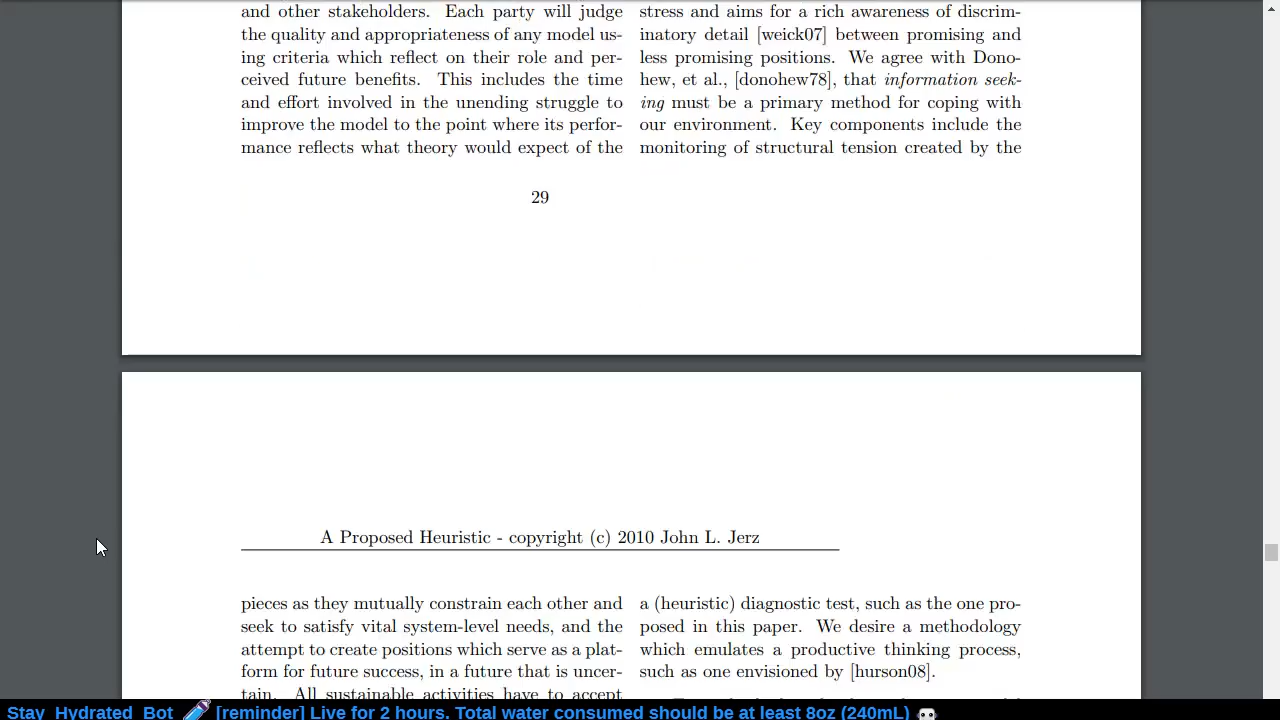 and other stakeholders. Each party will judge
the quality and appropriateness of any model us-
ing criteria which reflect on their role and per-
ceived future benefits. This includes the time
and effort involved in the unending struggle to
improve the model to the point where its perfor-
mance reflects what theory would expect of the
stress and aims for a rich awareness of discrim-
inatory detail [weick07] between promising and
less promising positions. We agree with Dono-
hew, et al., [donohew78], that information seek-
ing must be a primary method for coping with
our environment. Key components include the
monitoring of structural tension created by the
29
A Proposed Heuristic - copyright (c) 2010 John L. Jerz
pieces as they mutually constrain each other and
seek to satisfy vital system-level needs, and the
attempt to create positions which serve as a plat-
form for future success, in a future that is uncer-
tain. All sustainable activities have to accept
a (heuristic) diagnostic test, such as the one pro-
posed in this paper. We desire a methodology
which emulates a productive thinking process,
such as one envisioned by [hurson08].
Stay_Hydrated_Bot [reminder] Live for 2 hours. Total water consumed should be at least 8oz (240mL)